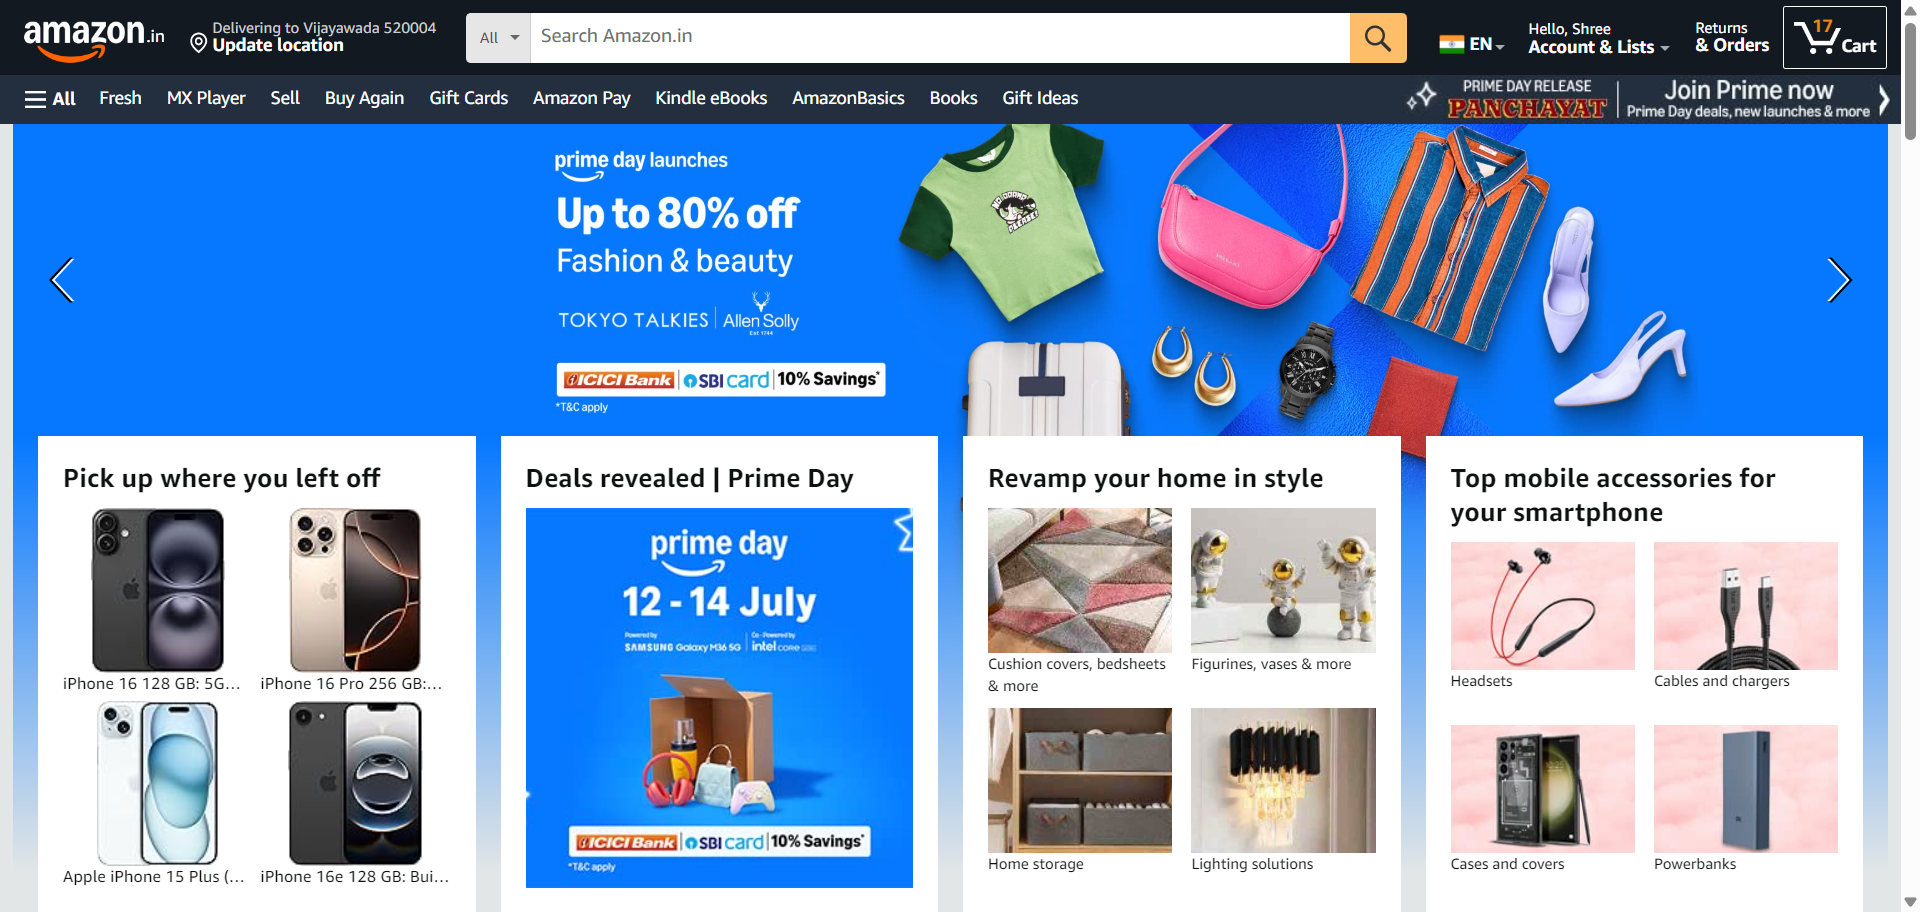 amazon.in
Delivering to Vijayawada 520004
Update location
All
Search Amazon.in
EN
Hello, Shree
Account & Lists
Returns
& Orders
17
Cart
All
Fresh
MX Player
Sell
Buy Again
Gift Cards
Amazon Pay
Kindle eBooks
AmazonBasics
Books
Gift Ideas
PRIME DAY RELEASE
PANCHAYAT
Join Prime now
Prime Day deals, new launches & more
prime day launches
Up to 80% off
Fashion & beauty
TOKYO TALKIES
Allen Solly
Est 1744
ICICI Bank
SBI card
10% Savings*
*T&C apply
Pick up where you left off
iPhone 16 128 GB: 5G...
iPhone 16 Pro 256 GB:...
Apple iPhone 15 Plus (...
iPhone 16e 128 GB: Bui...
Deals revealed | Prime Day
prime day
12 - 14 July
Powered by
SAMSUNG Galaxy M36 5G
Co-Powered by
intel CORE
ICICI Bank
SBI card
10% Savings*
*T&C apply
Revamp your home in style
Cushion covers, bedsheets
& more
Figurines, vases & more
Home storage
Lighting solutions
Top mobile accessories for
your smartphone
Headsets
Cables and chargers
Cases and covers
Powerbanks